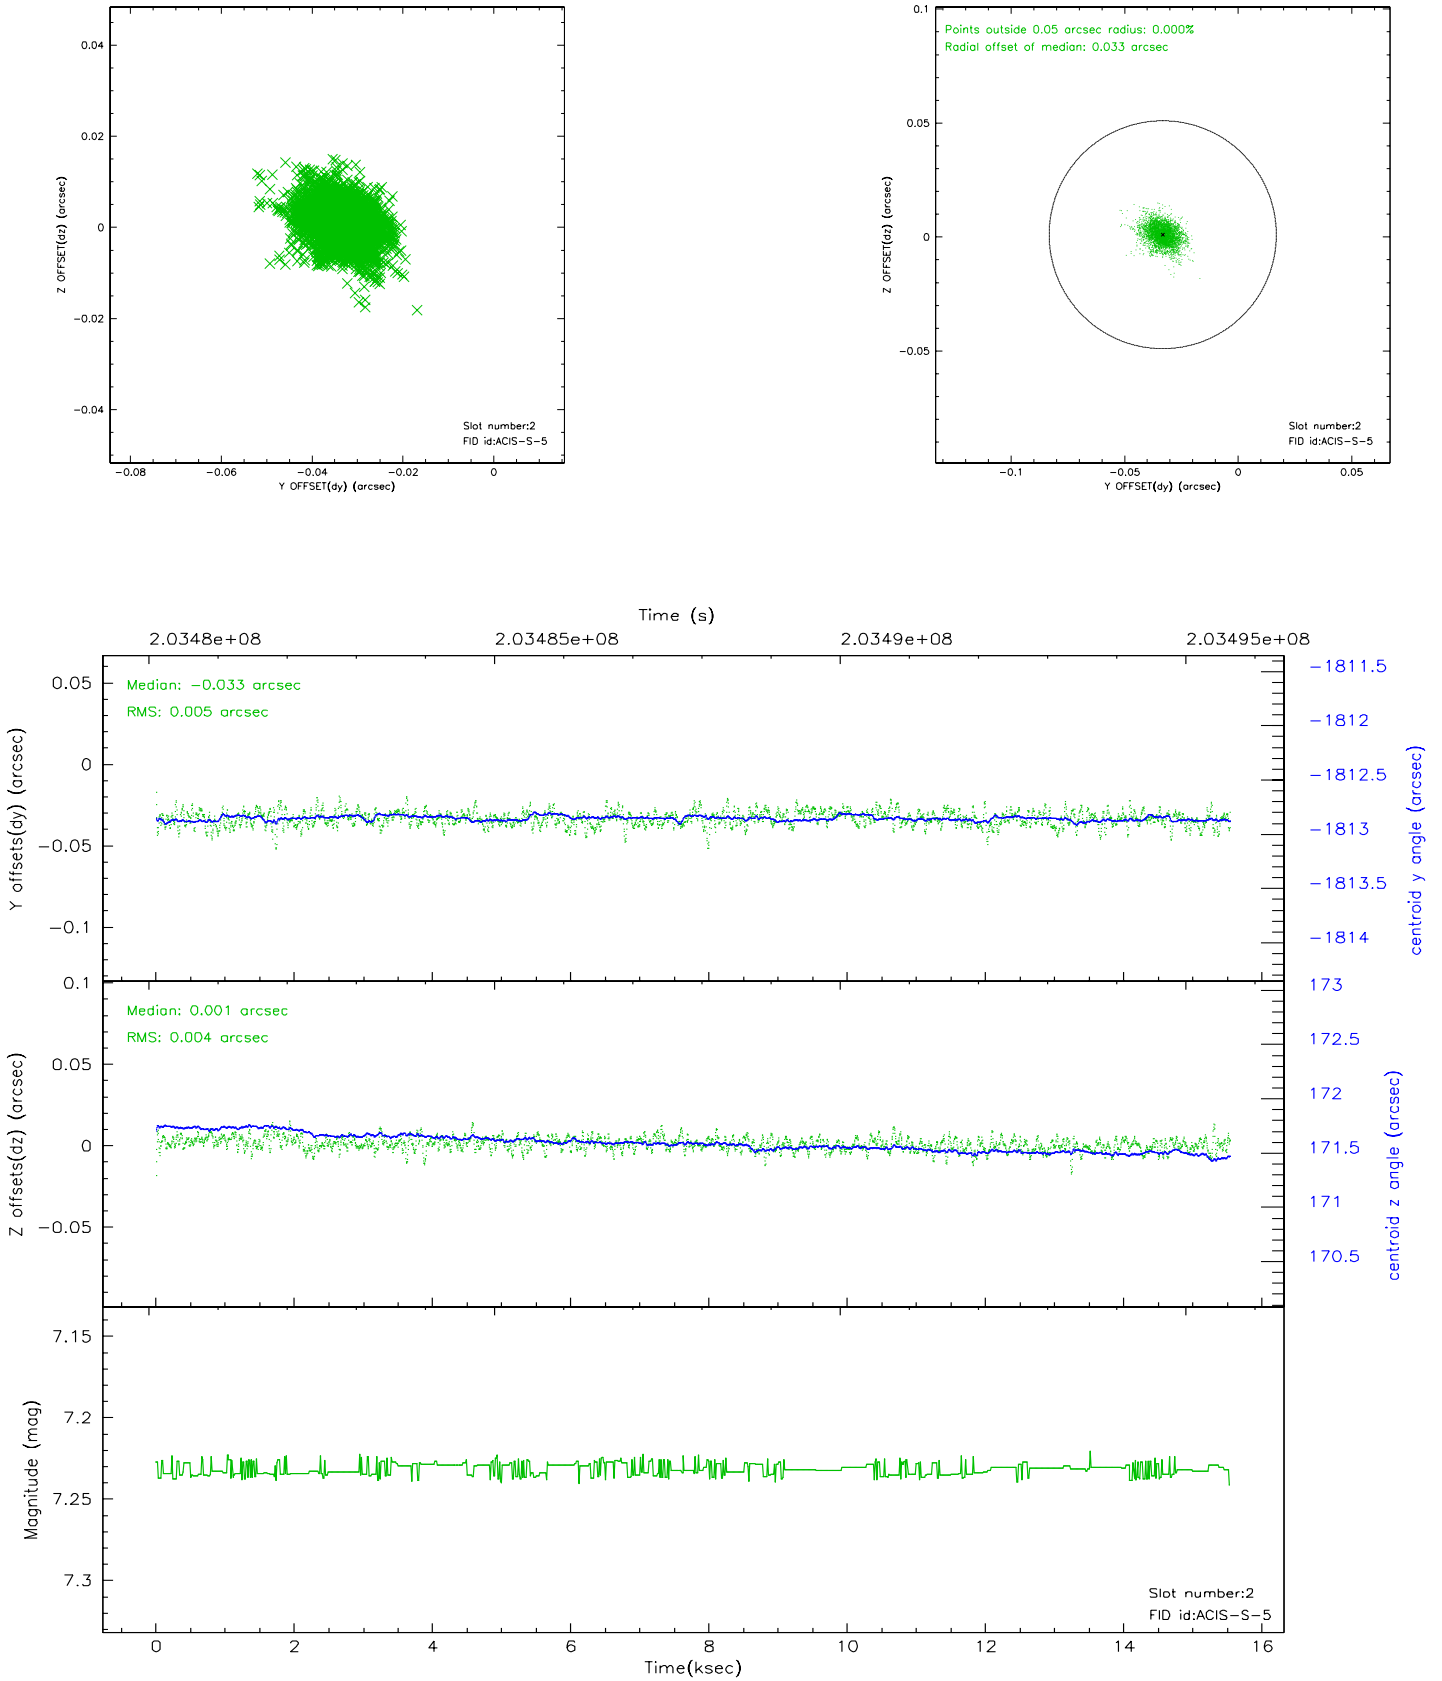 0.04
0.02
0
−0.02
−0.04
Z OFFSET(dz) (arcsec)
Slot number:2
FID id:ACIS−S−5
−0.08 −0.06 −0.04 −0.02 0
Y OFFSET(dy) (arcsec)
0.1
Points outside 0.05 arcsec radius: 0.000%
Radial offset of median: 0.033 arcsec
0.05
0
−0.05
Z OFFSET(dz) (arcsec)
Slot number:2
FID id:ACIS−S−5
−0.1 −0.05 0 0.05
Y OFFSET(dy) (arcsec)
Time (s)
2.0348e+08 2.03485e+08 2.0349e+08 2.03495e+08
0.05
0
−0.05
−0.1
Y offsets(dy) (arcsec)
Median: −0.033 arcsec
RMS: 0.005 arcsec
−1811.5
−1812
−1812.5
−1813
−1813.5
−1814
centroid y angle (arcsec)
0.1
0.05
0
−0.05
Z offsets(dz) (arcsec)
Median: 0.001 arcsec
RMS: 0.004 arcsec
173
172.5
172
171.5
171
170.5
centroid z angle (arcsec)
7.15
7.2
7.25
7.3
Magnitude (mag)
Slot number:2
FID id:ACIS−S−5
0 2 4 6 8 10 12 14 16
Time(ksec)